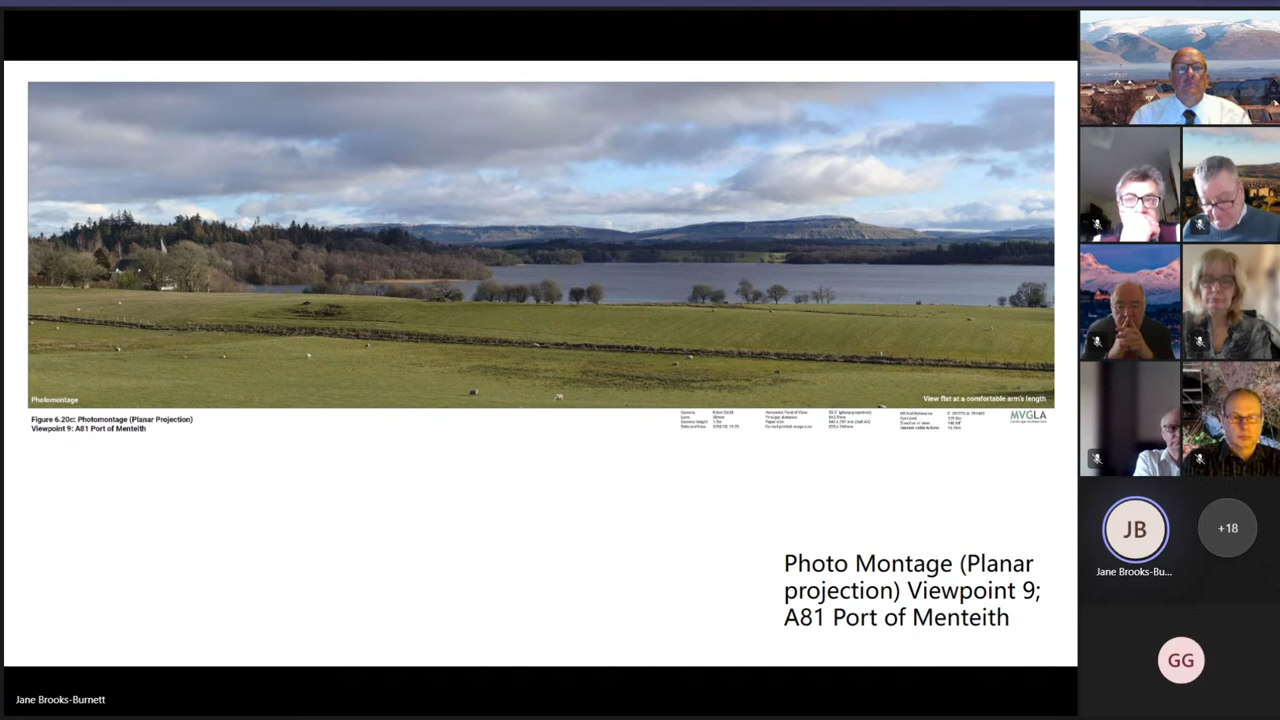 Photomontage
View flat at a comfortable arm's length
Figure 6.20c: Photomontage (Planar Projection)
Viewpoint 9: A81 Port of Menteith
MVGLA
Photo Montage (Planar
projection) Viewpoint 9;
A81 Port of Menteith
JB
+18
Jane Brooks-Bu...
GG
Jane Brooks-Burnett